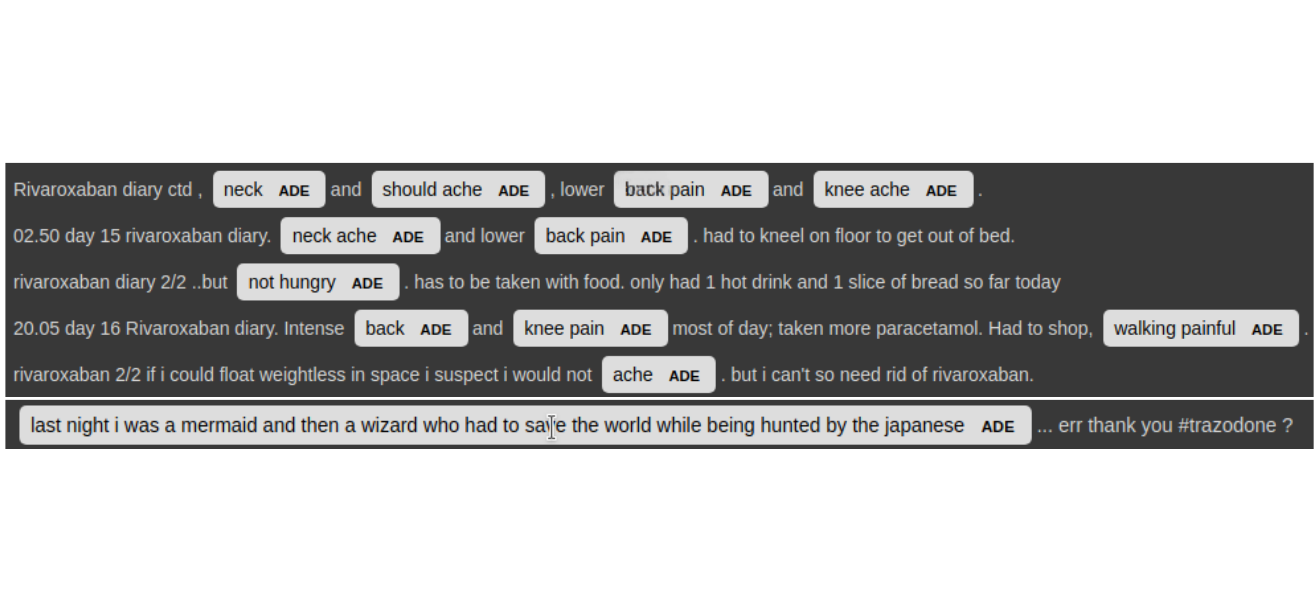 Rivaroxaban diary ctd , neck ADE and should ache ADE , lower back pain ADE and knee ache ADE .
02.50 day 15 rivaroxaban diary. neck ache ADE and lower back pain ADE . had to kneel on floor to get out of bed.
rivaroxaban diary 2/2 ..but not hungry ADE . has to be taken with food. only had 1 hot drink and 1 slice of bread so far today
20.05 day 16 Rivaroxaban diary. Intense back ADE and knee pain ADE most of day; taken more paracetamol. Had to shop, walking painful ADE .
rivaroxaban 2/2 if i could float weightless in space i suspect i would not ache ADE . but i can't so need rid of rivaroxaban.
last night i was a mermaid and then a wizard who had to save the world while being hunted by the japanese ADE ... err thank you #trazodone ?